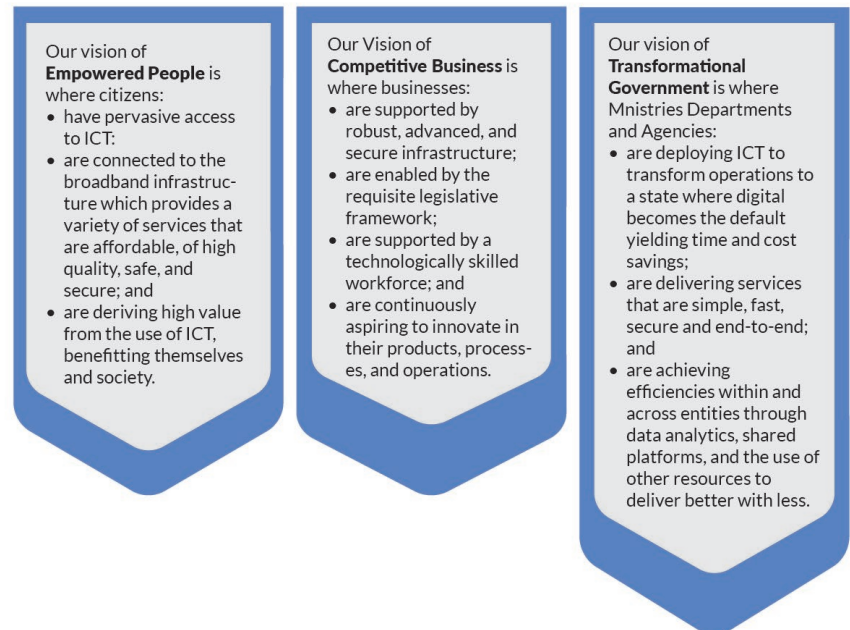 Our vision of
Empowered People is
where citizens:
• have pervasive access
to ICT:
• are connected to the
broadband infrastruc-
ture which provides a
variety of services that
are affordable, of high
quality, safe, and
secure; and
• are deriving high value
from the use of ICT,
benefitting themselves
and society.
Our Vision of
Competitive Business is
where businesses:
• are supported by
robust, advanced, and
secure infrastructure;
• are enabled by the
requisite legislative
framework;
• are supported by a
technologically skilled
workforce; and
• are continuously
aspiring to innovate in
their products, process-
es, and operations.
Our vision of
Transformational
Government is where
Mnistries Departments
and Agencies:
• are deploying ICT to
transform operations to
a state where digital
becomes the default
yielding time and cost
savings;
• are delivering services
that are simple, fast,
secure and end-to-end;
and
• are achieving
efficiencies within and
across entities through
data analytics, shared
platforms, and the use of
other resources to
deliver better with less.